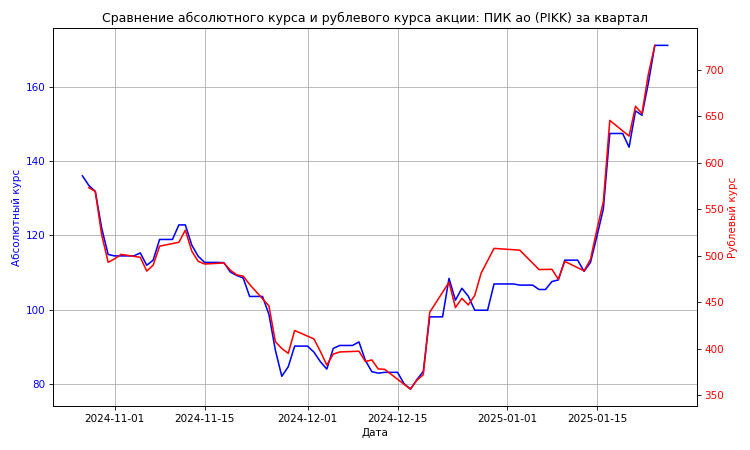 Сравнение абсолютного курса и рублевого курса акции: ПИК ао (PIKK) за квартал
Абсолютный курс
160
140
120
100
80
700
650
600
550
500
450
400
350
Рублевый курс
2024-11-01 2024-11-15 2024-12-01 2024-12-15 2025-01-01 2025-01-15
Дата